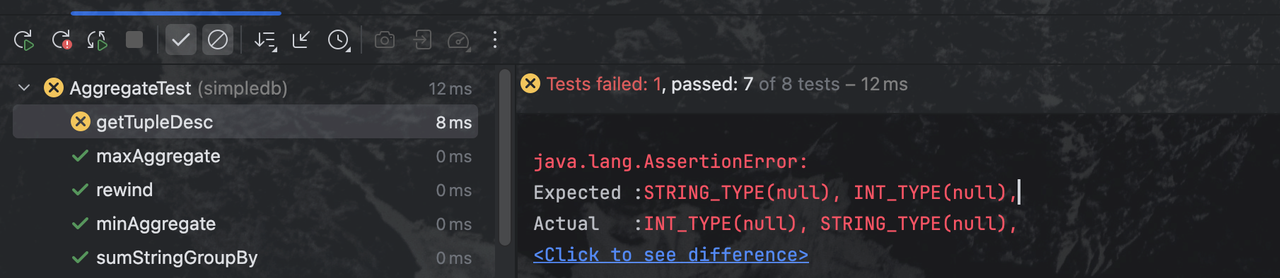 AggregateTest (simpledb) 12 ms
getTupleDesc 8 ms
maxAggregate 0 ms
rewind 0 ms
minAggregate 0 ms
sumStringGroupBy 0 ms
Tests failed: 1, passed: 7 of 8 tests – 12 ms
java.lang.AssertionError:
Expected :STRING_TYPE(null), INT_TYPE(null),
Actual   :INT_TYPE(null), STRING_TYPE(null),
<Click to see difference>